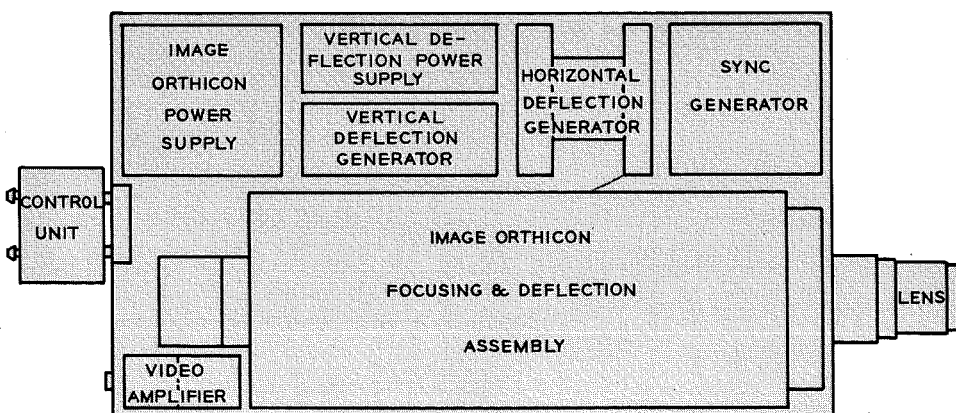 IMAGE
ORTHICON
POWER
SUPPLY
VERTICAL DE-
FLECTION POWER
SUPPLY
VERTICAL
DEFLECTION
GENERATOR
HORIZONTAL
DEFLECTION
GENERATOR
SYNC
GENERATOR
CONTROL
UNIT
IMAGE ORTHICON
FOCUSING & DEFLECTION
ASSEMBLY
LENS
VIDEO
AMPLIFIER